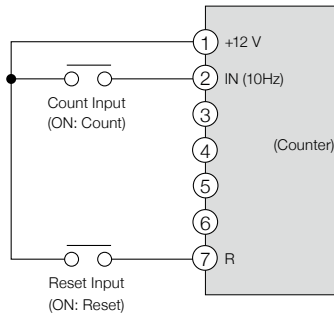 1 +12 V
2 IN (10Hz)
Count Input
(ON: Count)
3
4
(Counter)
5
6
7 R
Reset Input
(ON: Reset)